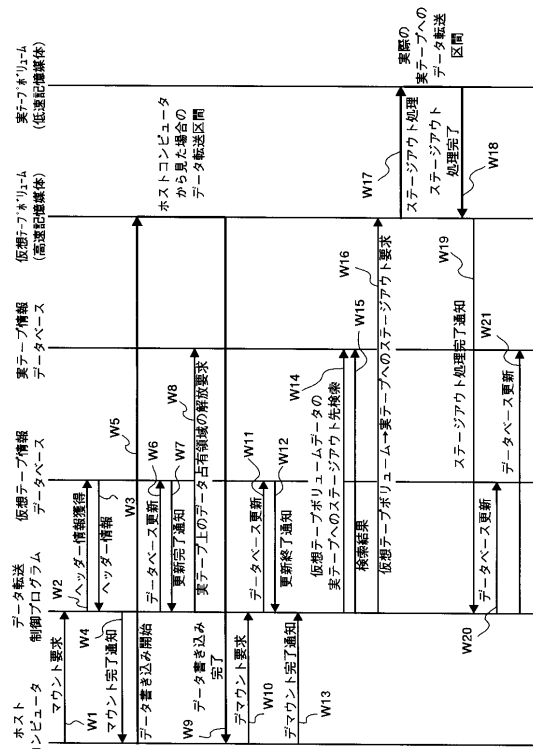 ホスト
コンピュータ
データ転送
制御プログラム
仮想テープ情報
データベース
実テープ情報
データベース
仮想テープボリューム
(高速記憶媒体)
実テープボリューム
(低速記憶媒体)
マウント要求
W1
W2
ヘッダー情報獲得
ヘッダー情報
W3
W4
マウント完了通知
データ書き込み開始
W5
データベース更新
W6
更新完了通知
W7
実テープ上のデータ占有領域の解放要求
W8
ホストコンピュータ
から見た場合の
データ転送区間
W9
データ書き込み
完了
デマウント要求
W10
データベース更新
W11
更新終了通知
W12
デマウント完了通知
W13
仮想テープボリュームデータの
実テープへのステージアウト先検索
W14
検索結果
W15
仮想テープボリューム→実テープへのステージアウト要求
W16
W17
ステージアウト処理
ステージアウト
処理完了
W18
実際の
実テープへの
データ転送
区間
ステージアウト処理完了通知
W19
データベース更新
W20
データベース更新
W21